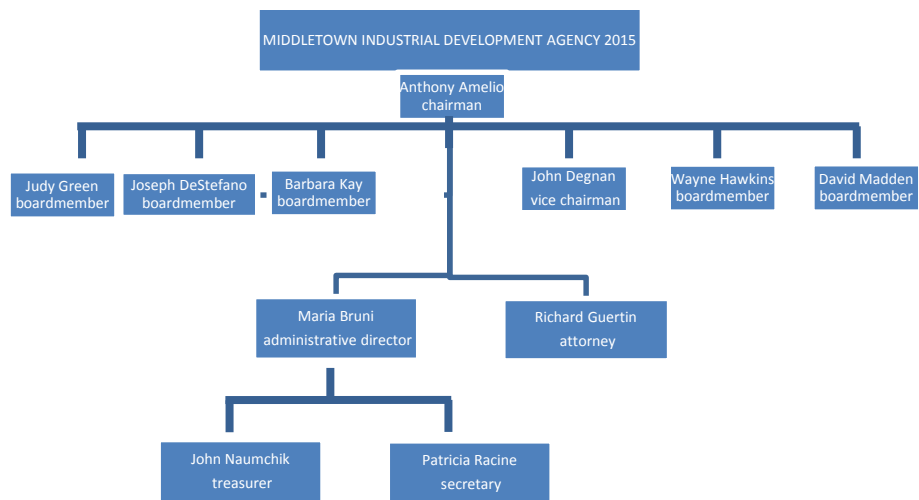 MIDDLETOWN INDUSTRIAL DEVELOPMENT AGENCY 2015
Anthony Amelio
chairman
Judy Green
boardmember
Joseph DeStefano
boardmember
Barbara Kay
boardmember
John Degnan
vice chairman
Wayne Hawkins
boardmember
David Madden
boardmember
Maria Bruni
administrative director
Richard Guertin
attorney
John Naumchik
treasurer
Patricia Racine
secretary